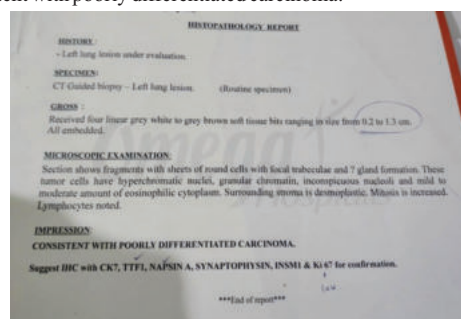 ent with poorly differentiated carcinoma.
HISTOPATHOLOGY REPORT
HISTORY :
- Left lung lesion under evaluation.
SPECIMEN:
CT Guided biopsy – Left lung lesion. (Routine specimen)
GROSS :
Received four linear grey white to grey brown soft tissue bits ranging in size from 0.2 to 1.3 cm.
All embedded.
MICROSCOPIC EXAMINATION:
Section shows fragments with sheets of round cells with focal trabeculae and ? gland formation. These
tumor cells have hyperchromatic nuclei, granular chromatin, inconspicuous nucleoli and mild to
moderate amount of eosinophilic cytoplasm. Surrounding stroma is desmoplastic. Mitosis is increased.
Lymphocytes noted.
IMPRESSION:
CONSISTENT WITH POORLY DIFFERENTIATED CARCINOMA.
Suggest IHC with CK7, TTF1, NAPSIN A, SYNAPTOPHYSIN, INSM1 & Ki 67 for confirmation.
***End of report***